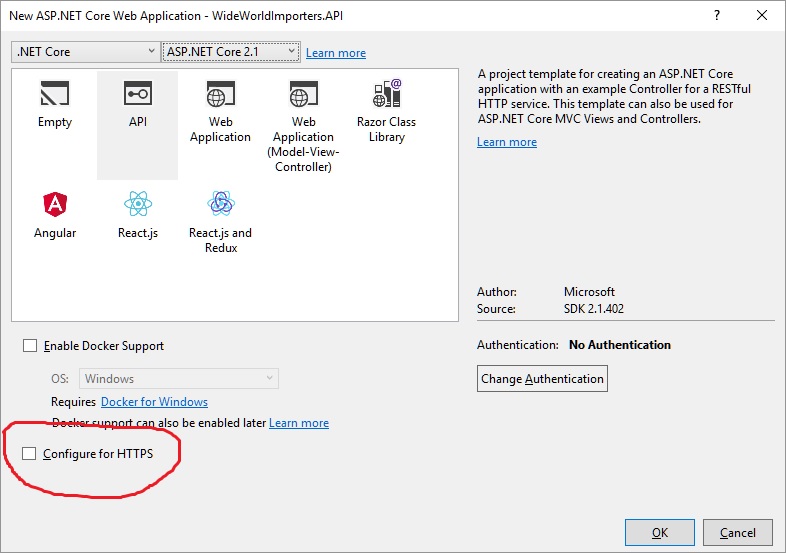 New ASP.NET Core Web Application - WideWorldImporters.API
? 
.NET Core
ASP.NET Core 2.1
Learn more
Empty
API
Web
Application
Web
Application
(Model-View-
Controller)
Razor Class
Library
Angular
React.js
React.js and
Redux
A project template for creating an ASP.NET Core
application with an example Controller for a RESTful
HTTP service. This template can also be used for
ASP.NET Core MVC Views and Controllers.
Learn more
Author: Microsoft
Source: SDK 2.1.402
Authentication: No Authentication
Change Authentication
Enable Docker Support
OS: Windows
Requires Docker for Windows
Docker support can also be enabled later Learn more
Configure for HTTPS
OK
Cancel